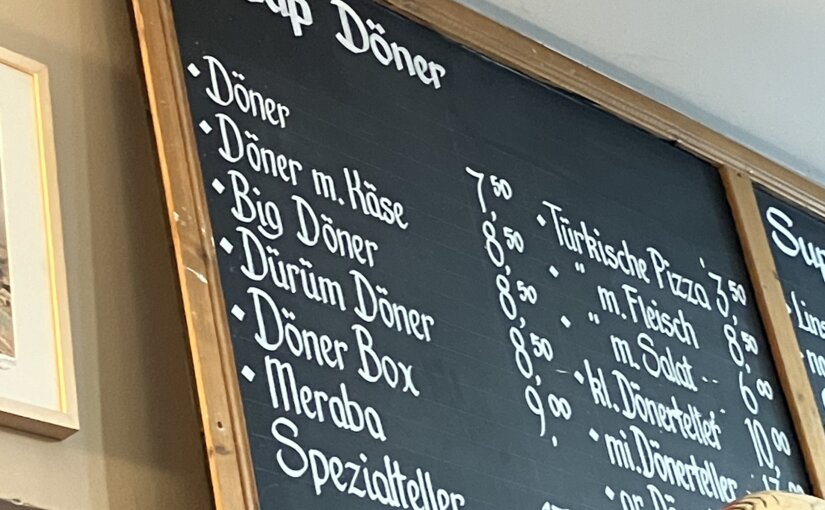 Döner
• Döner 7,50
• Döner m. Käse 8,50
• Big Döner 8,50
• Dürüm Döner 8,50
• Döner Box 9,00
• Meraba
Spezialteller
• Türkische Pizza 3,50
• " m. Fleisch 8,50
• " m. Salat 6,00
• kl. Dönerteller 10,00
• mi. Dönerteller